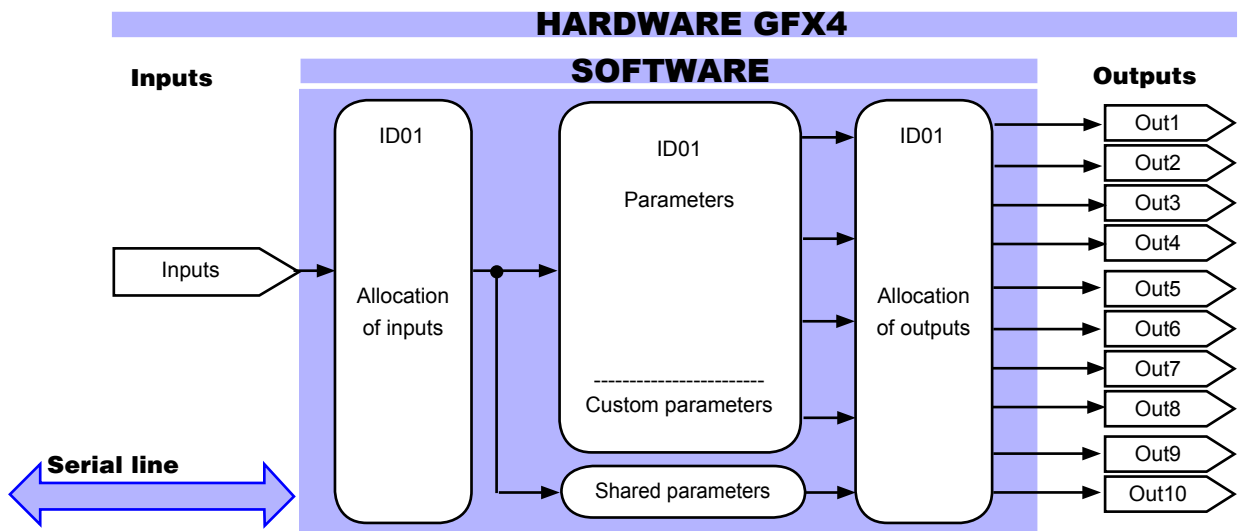 HARDWARE GFX4
Inputs
SOFTWARE
Outputs
ID01
Allocation
of inputs
ID01
Parameters
Custom parameters
Shared parameters
ID01
Allocation
of outputs
Inputs
Serial line
Out1
Out2
Out3
Out4
Out5
Out6
Out7
Out8
Out9
Out10